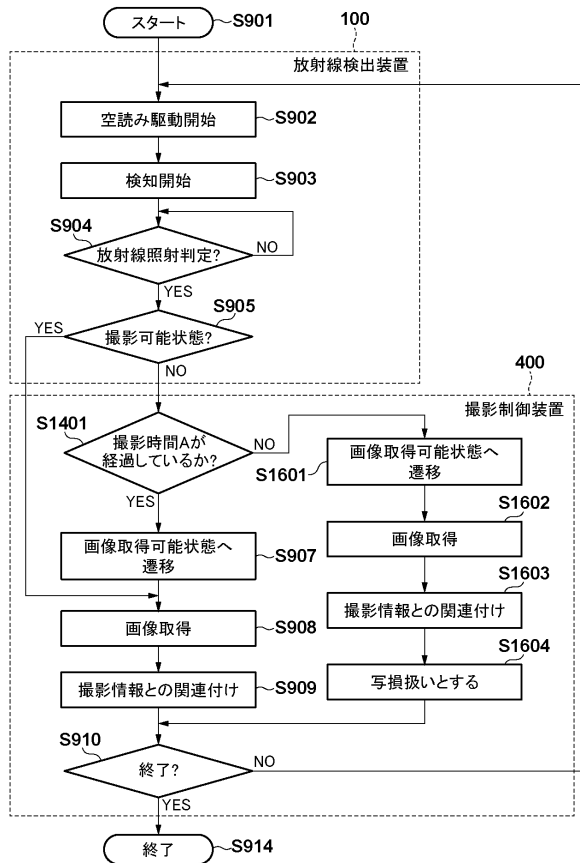 スタート
S901
100
放射線検出装置
空読み駆動開始
S902
検知開始
S903
S904
放射線照射判定?
NO
YES
S905
YES
撮影可能状態?
NO
400
撮影制御装置
S1401
撮影時間Aが
経過しているか?
NO
YES
画像取得可能状態へ
遷移
S1601
S1602
画像取得
画像取得可能状態へ
遷移
S907
S1603
撮影情報との関連付け
画像取得
S908
S1604
写損扱いとする
撮影情報との関連付け
S909
S910
終了?
NO
YES
終了
S914